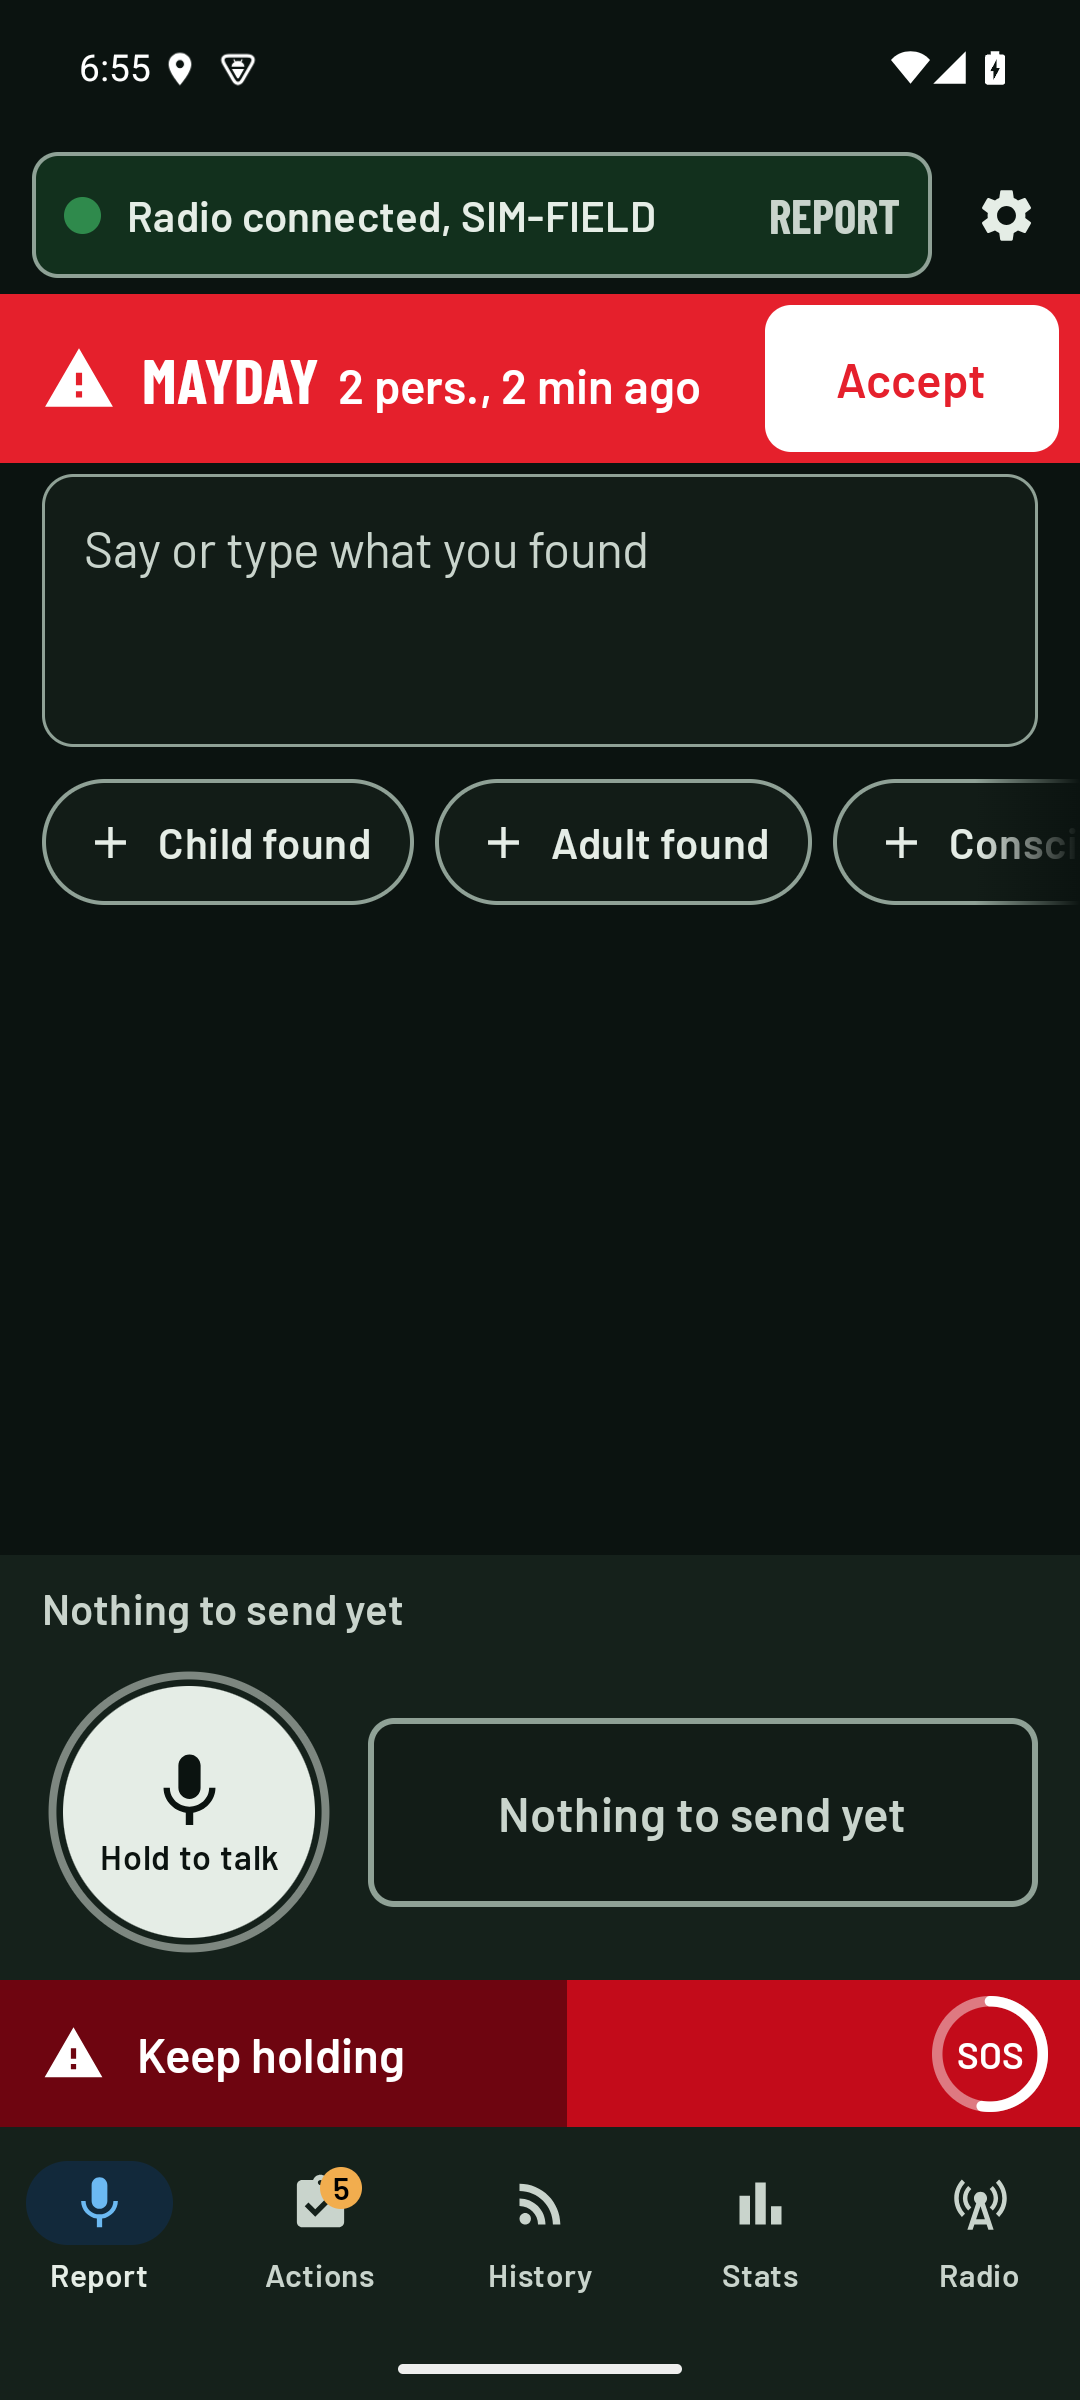 6:55
Radio connected, SIM-FIELD REPORT
MAYDAY 2 pers., 2 min ago Accept
Say or type what you found
+ Child found + Adult found + Consci
Nothing to send yet
Hold to talk
Nothing to send yet
Keep holding SOS
5
Report Actions History Stats Radio